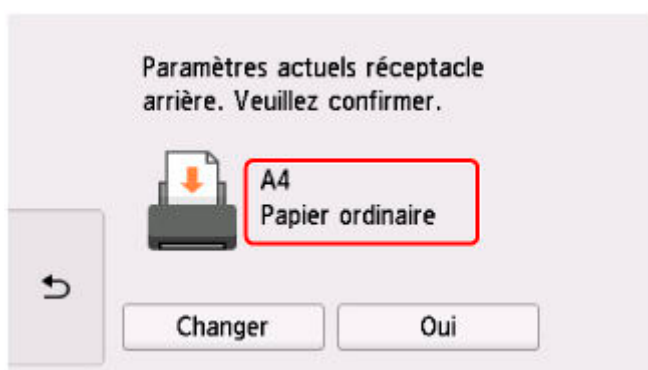 Paramètres actuels réceptacle
arrière. Veuillez confirmer.
A4
Papier ordinaire
Changer
Oui